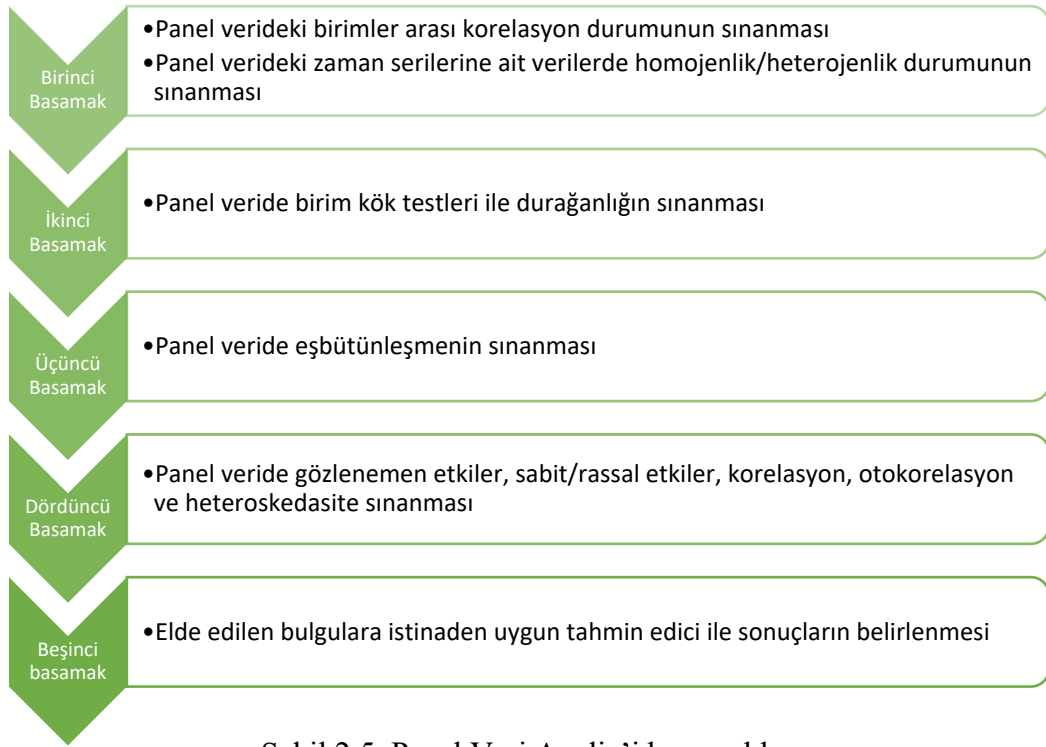 Birinci
Basamak
•Panel verideki birimler arası korelasyon durumunun sınanması
•Panel verideki zaman serilerine ait verilerde homojenlik/heterojenlik durumunun
sınanması
İkinci
Basamak
•Panel veride birim kök testleri ile durağanlığın sınanması
Üçüncü
Basamak
•Panel veride eşbütünleşmenin sınanması
Dördüncü
Basamak
•Panel veride gözlenemen etkiler, sabit/rassal etkiler, korelasyon, otokorelasyon
ve heteroskedasite sınanması
Beşinci
basamak
•Elde edilen bulgulara istinaden uygun tahmin edici ile sonuçların belirlenmesi